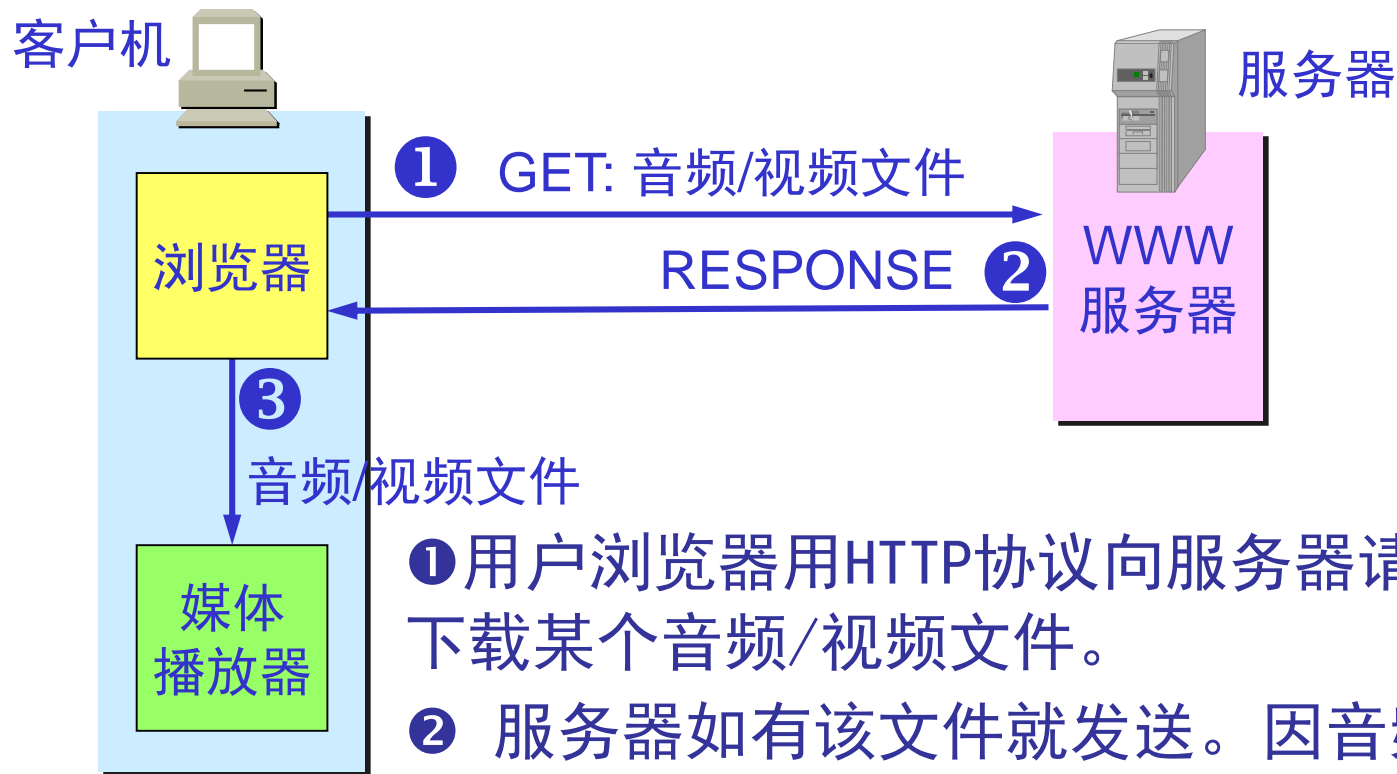 客户机
服务器
❶ GET: 音频/视频文件
浏览器
RESPONSE ❷
WWW
服务器
❸
音频/视频文件
媒体
播放器
❶用户浏览器用HTTP协议向服务器请
下载某个音频/视频文件。
❷ 服务器如有该文件就发送。因音